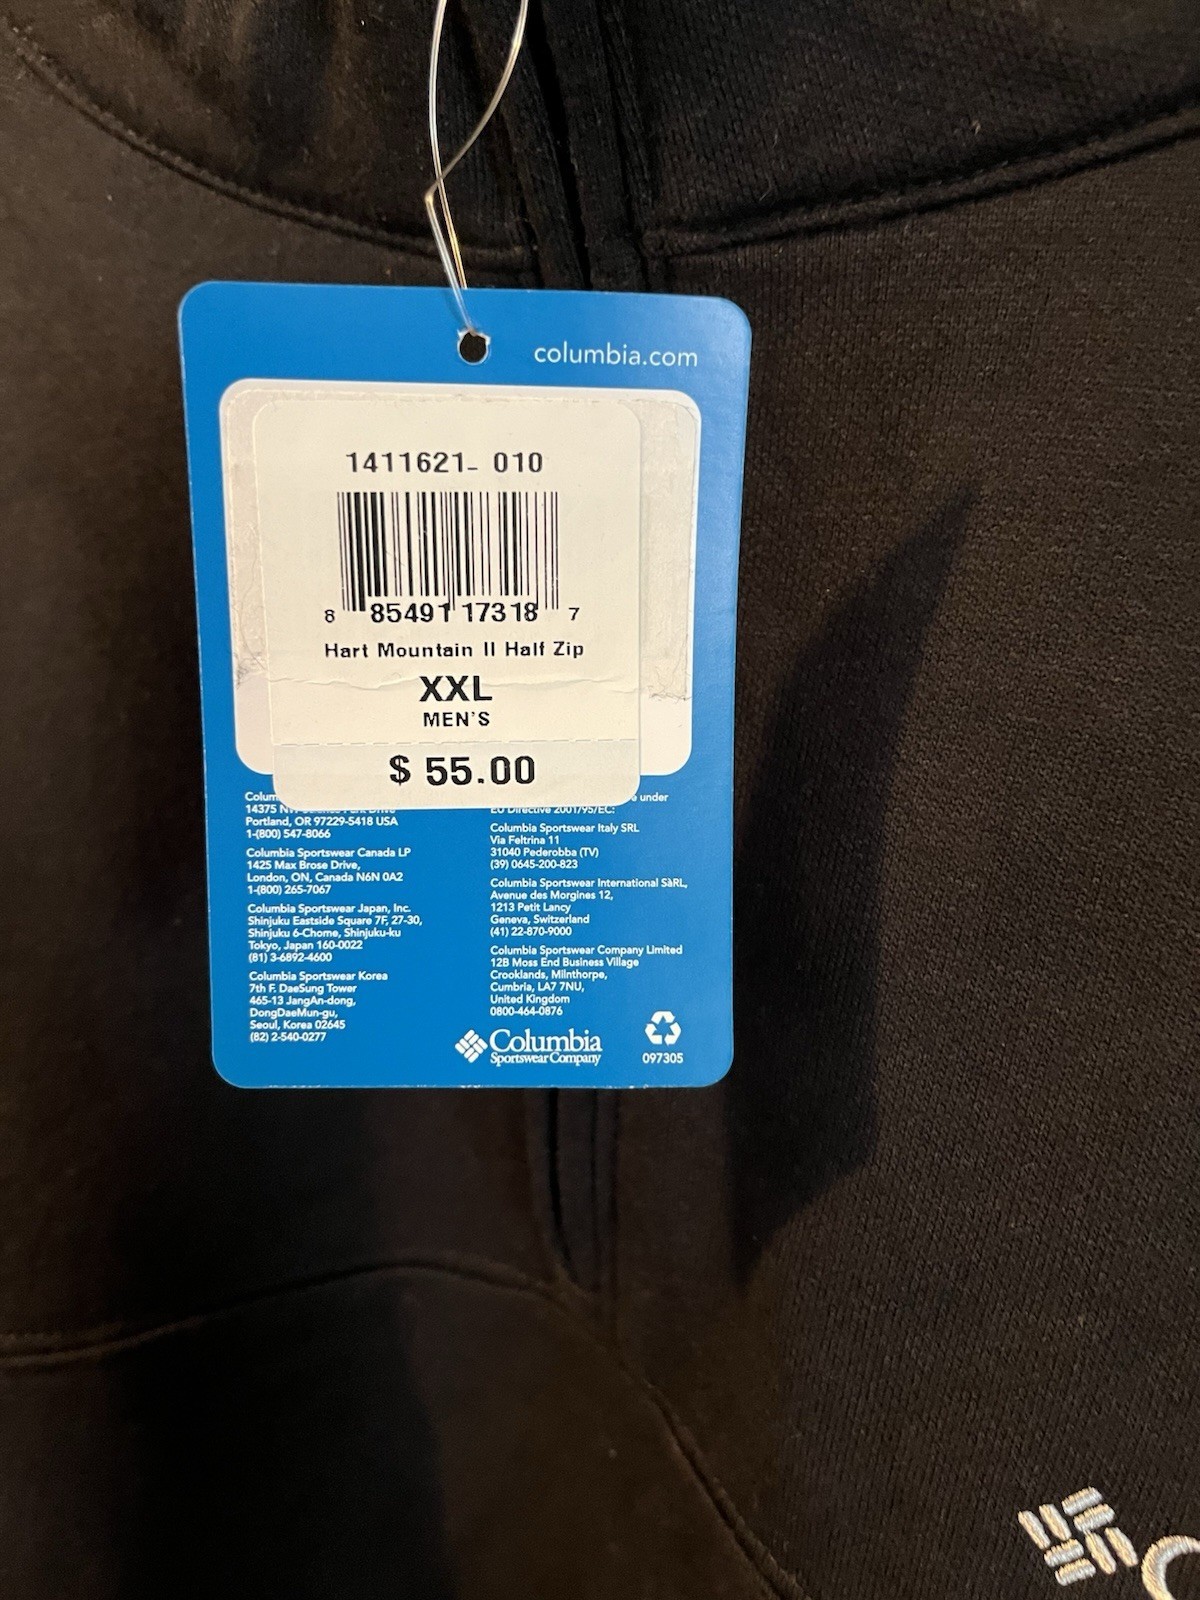 columbia.com
1411621- 010
8 85491 17318 7
Hart Mountain II Half Zip
XXL
MEN'S
$ 55.00
14375
Portland, OR 97229-5418 USA
1-(800) 547-8066
Columbia Sportswear Canada LP
1425 Max Brose Drive,
London, ON, Canada N6N 0A2
1-(800) 265-7067
Columbia Sportswear Japan, Inc.
Shinjuku Eastside Square 7F, 27-30,
Shinjuku 6-Chome, Shinjuku-ku
Tokyo, Japan 160-0022
(81) 3-6892-4600
Columbia Sportswear Korea
7th F. DaeSung Tower
465-13 JangAn-dong,
DongDaeMun-gu,
Seoul, Korea 02645
(82) 2-540-0277
under
EU Directive 2001/95/EC:
Columbia Sportswear Italy SRL
Via Feltrina 11
31040 Pederobba (TV)
(39) 0645-200-823
Columbia Sportswear International SàRL,
Avenue des Morgines 12,
1213 Petit Lancy
Geneva, Switzerland
(41) 22-870-9000
Columbia Sportswear Company Limited
12B Moss End Business Village
Crooklands, Milnthorpe,
Cumbria, LA7 7NU,
United Kingdom
0800-464-0876
Columbia
Sportswear Company
097305